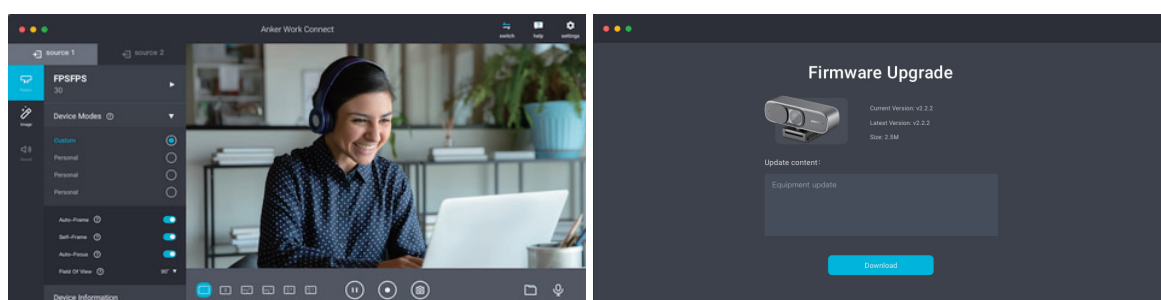 Anker Work Connect
switch
help
settings
source 1
source 2
FPSFPS
30
Device Modes
Custom
Personal
Personal
Personal
Image
Sound
Auto-Frame
Self-Frame
Auto-Focus
Field Of View
90°
Device Information
Firmware Upgrade
Current Version: v2.2.2
Latest Version: v2.2.2
Size: 2.5M
Update content:
Equipment update
Download